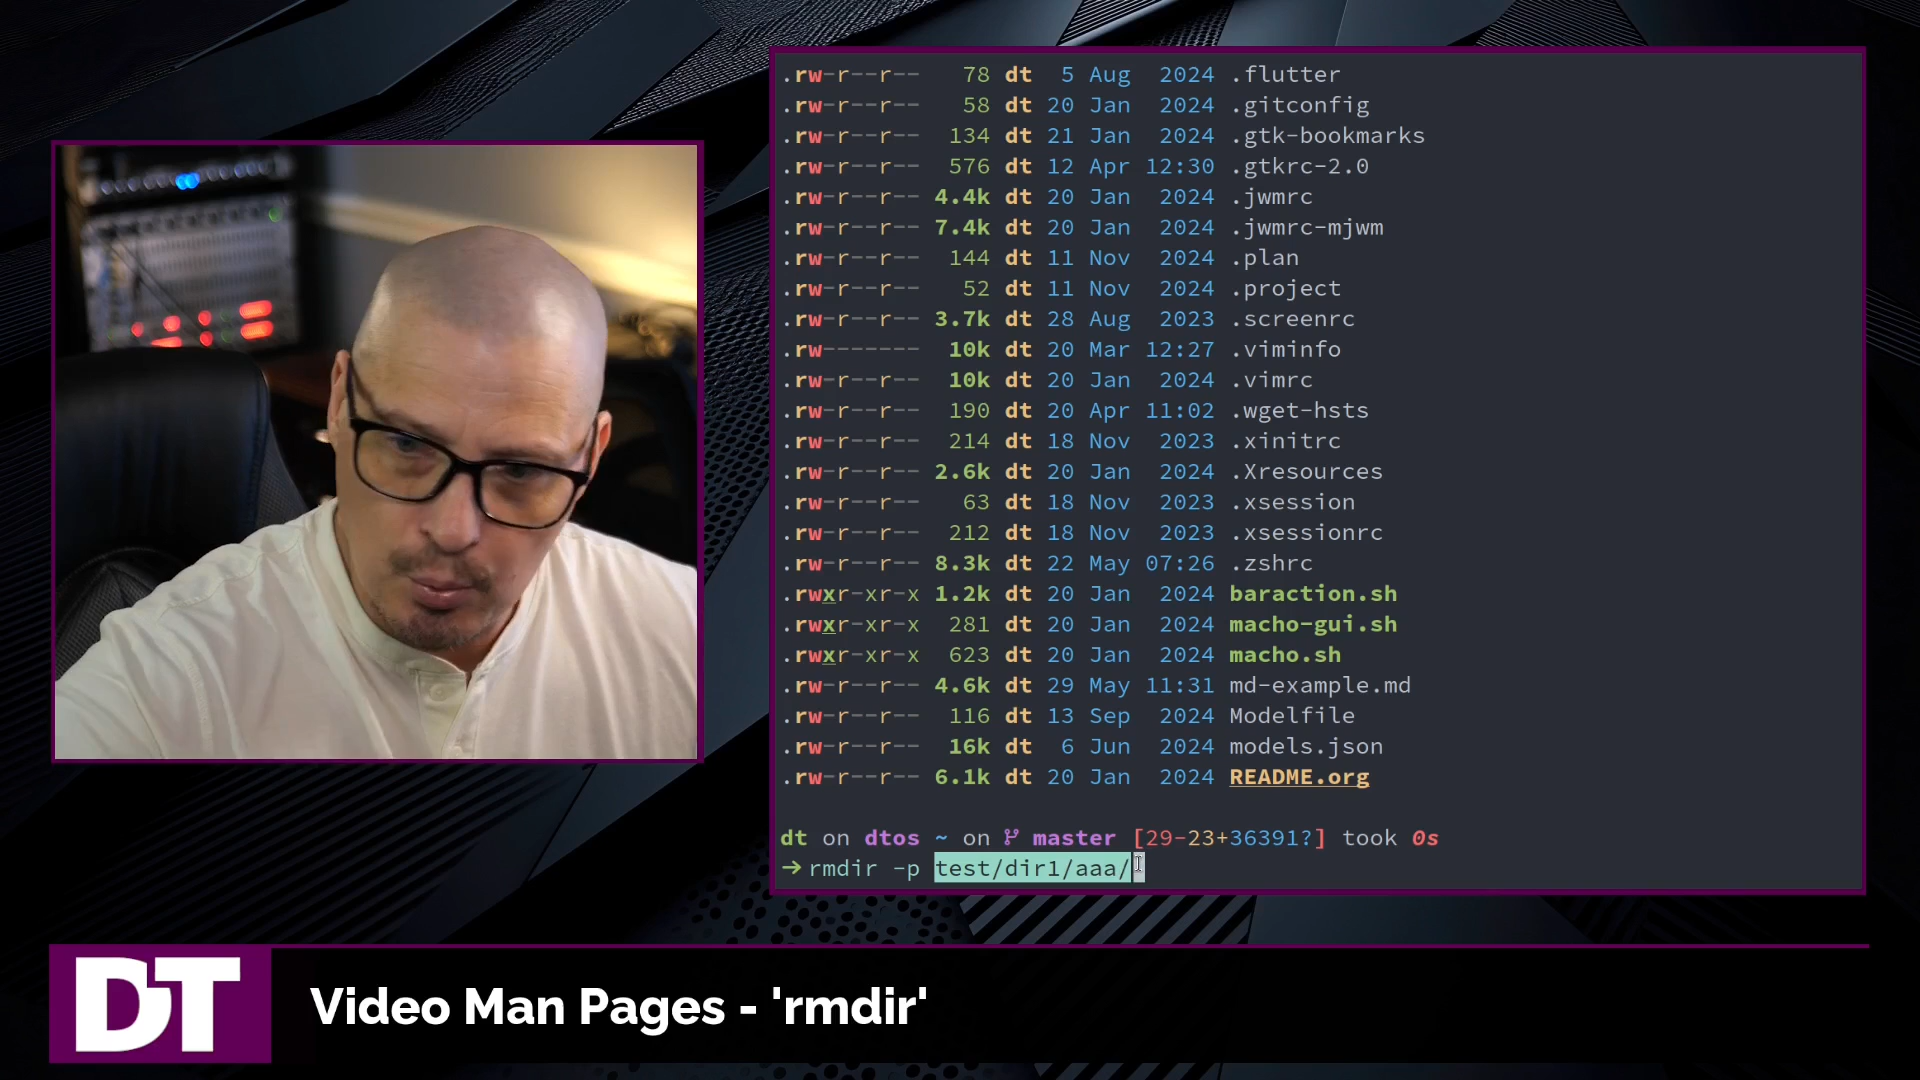 .rw-r--r-- 78 dt 5 Aug 2024 .flutter
.rw-r--r-- 58 dt 20 Jan 2024 .gitconfig
.rw-r--r-- 134 dt 21 Jan 2024 .gtk-bookmarks
.rw-r--r-- 576 dt 12 Apr 12:30 .gtkrc-2.0
.rw-r--r-- 4.4k dt 20 Jan 2024 .jwmrc
.rw-r--r-- 7.4k dt 20 Jan 2024 .jwmrc-mjwm
.rw-r--r-- 144 dt 11 Nov 2024 .plan
.rw-r--r-- 52 dt 11 Nov 2024 .project
.rw-r--r-- 3.7k dt 28 Aug 2023 .screenrc
.rw------- 10k dt 20 Mar 12:27 .viminfo
.rw-r--r-- 10k dt 20 Jan 2024 .vimrc
.rw-r--r-- 190 dt 20 Apr 11:02 .wget-hsts
.rw-r--r-- 214 dt 18 Nov 2023 .xinitrc
.rw-r--r-- 2.6k dt 20 Jan 2024 .Xresources
.rw-r--r-- 63 dt 18 Nov 2023 .xsession
.rw-r--r-- 212 dt 18 Nov 2023 .xsessionrc
.rw-r--r-- 8.3k dt 22 May 07:26 .zshrc
.rwxr-xr-x 1.2k dt 20 Jan 2024 baraction.sh
.rwxr-xr-x 281 dt 20 Jan 2024 macho-gui.sh
.rwxr-xr-x 623 dt 20 Jan 2024 macho.sh
.rw-r--r-- 4.6k dt 29 May 11:31 md-example.md
.rw-r--r-- 116 dt 13 Sep 2024 Modelfile
.rw-r--r-- 16k dt 6 Jun 2024 models.json
.rw-r--r-- 6.1k dt 20 Jan 2024 README.org
dt on dtos ~ on master [29-23+36391?] took 0s
→ rmdir -p test/dir1/aaa/
DT
Video Man Pages - 'rmdir'